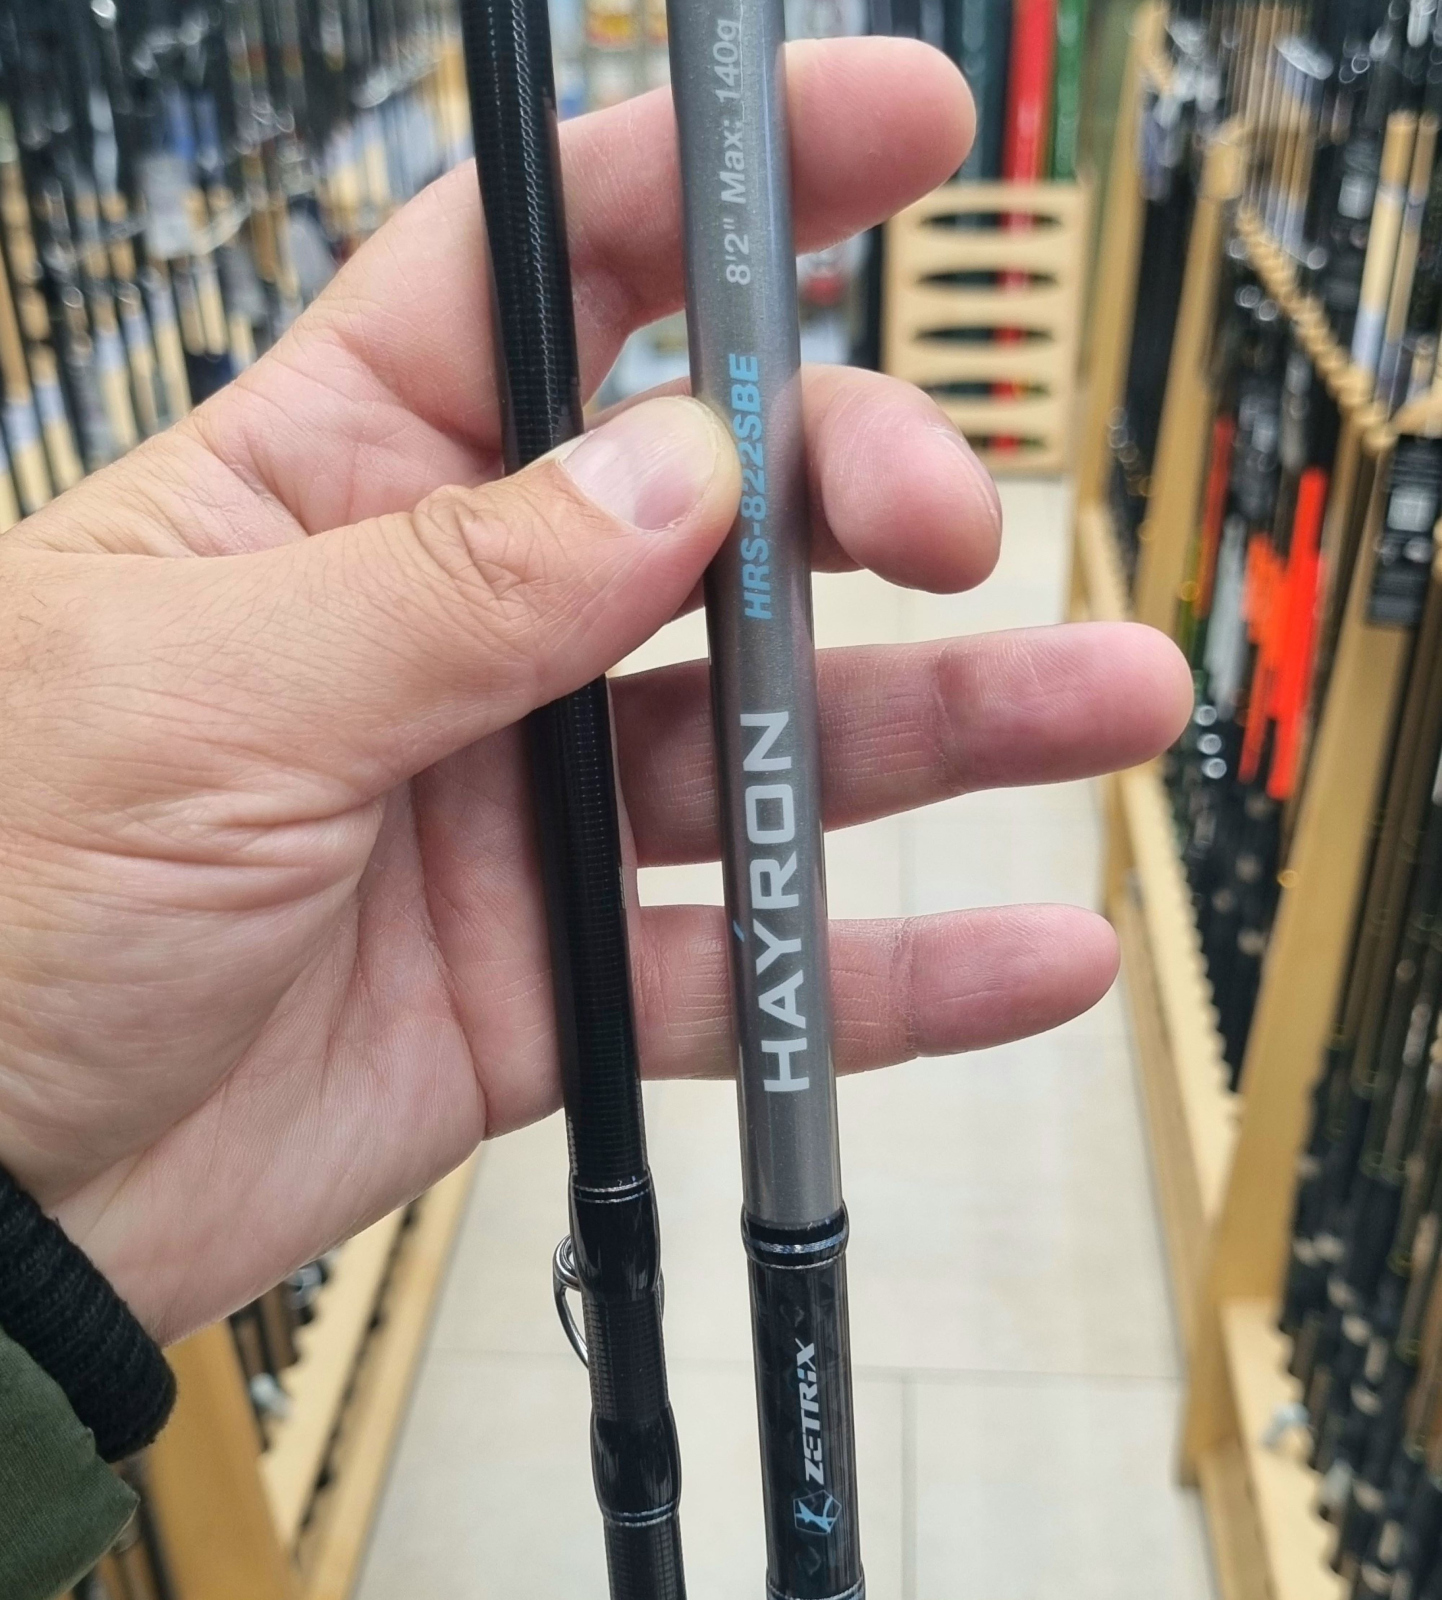 HAÝRON HRS-822SBE 8'2" Max: 140g
ZETRiX